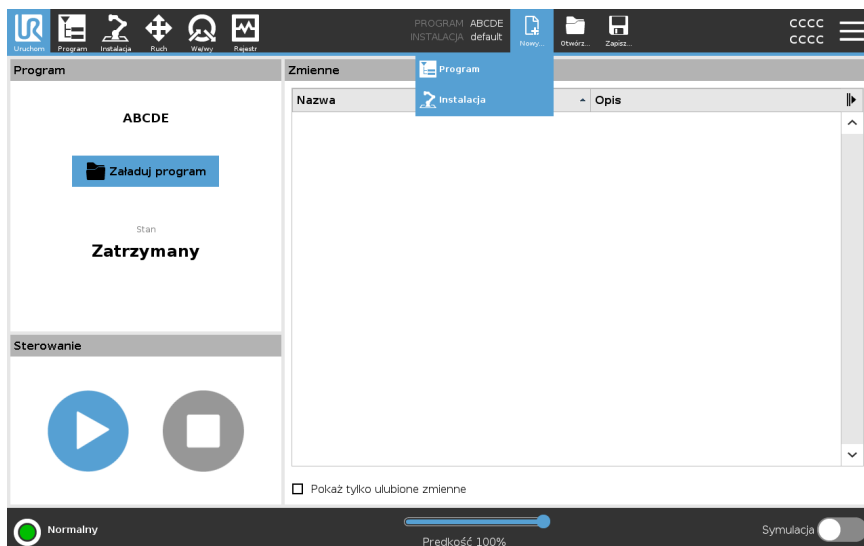 UR
PROGRAM ABCDE
INSTALACJA default
CCCC
CCCC
Uruchom Program Instalacja Ruch We/wy Rejestr Nowy... Otwórz... Zapisz...
Program
Instalacja
Program
ABCDE
Załaduj program
Stan
Zatrzymany
Sterowanie
Zmienne
Nazwa Opis
Pokaż tylko ulubione zmienne
Normalny
Prędkość 100%
Symulacja